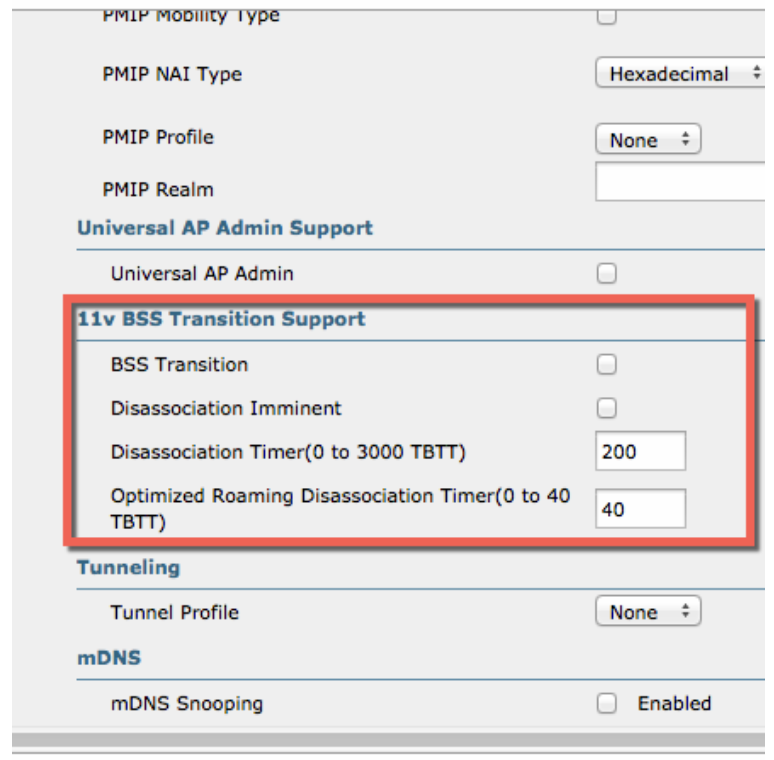 PMIP Mobility Type
PMIP NAI Type Hexadecimal
PMIP Profile None
PMIP Realm
Universal AP Admin Support
Universal AP Admin
11v BSS Transition Support
BSS Transition
Disassociation Imminent
Disassociation Timer(0 to 3000 TBTT) 200
Optimized Roaming Disassociation Timer(0 to 40
TBTT) 40
Tunneling
Tunnel Profile None
mDNS
mDNS Snooping Enabled